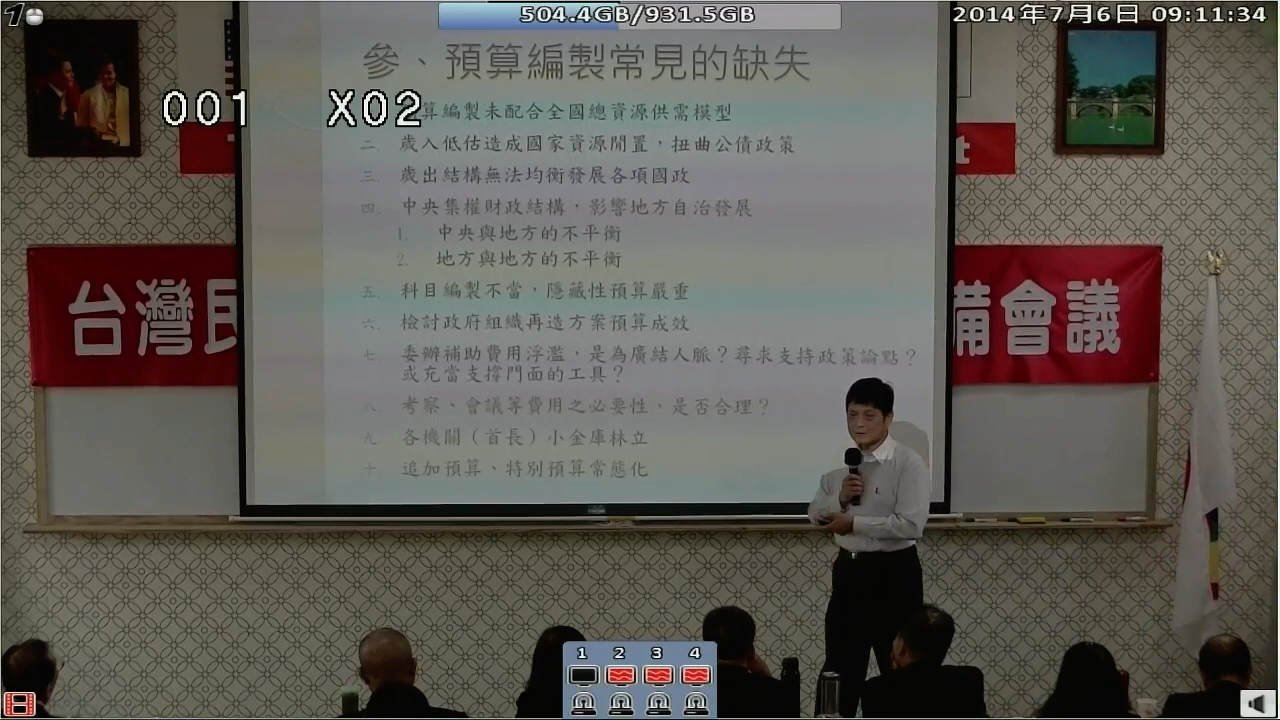 1
504.4GB/931.5GB
2014年7月6日 09:11:34
參、預算編製常見的缺失
001 X02
算編製未配合全國總資源供需模型
二. 歲入低估造成國家資源閒置，扭曲公債政策
t
三. 歲出結構無法均衡發展各項國政
四. 中央集權財政結構，影響地方自治發展
1. 中央與地方的不平衡
2. 地方與地方的不平衡
台灣民
備會議
五. 科目編製不當，隱藏性預算嚴重
六. 檢討政府組織再造方案預算成效
七. 委辦補助費用浮濫，是為廣結人脈？尋求支持政策論點？
或充當支撐門面的工具？
八. 考察、會議等費用之必要性，是否合理？
九. 各機關（首長）小金庫林立
十. 追加預算、特別預算常態化
1 2 3 4